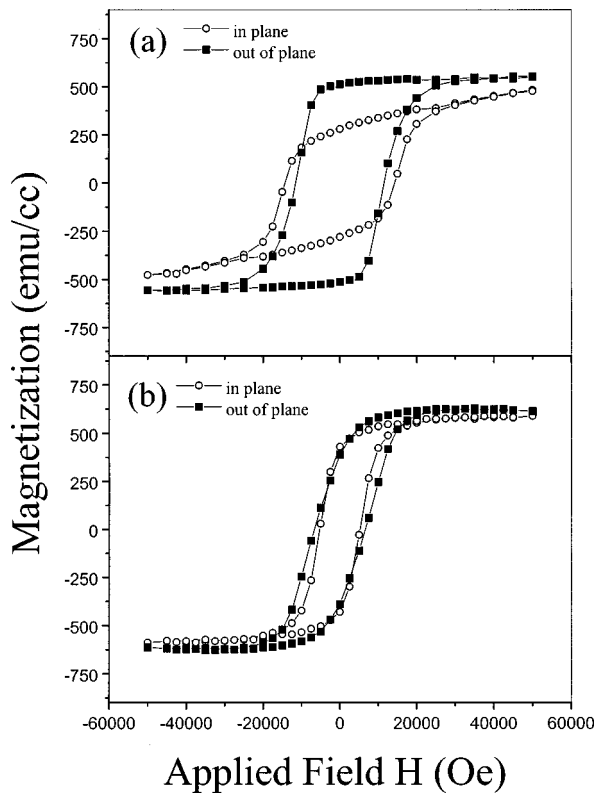 (a)
in plane
out of plane
750
500
250
0
-250
-500
-750
(b)
in plane
out of plane
750
500
250
0
-250
-500
-750
-60000 -40000 -20000 0 20000 40000 60000
Magnetization (emu/cc)
Applied Field H (Oe)